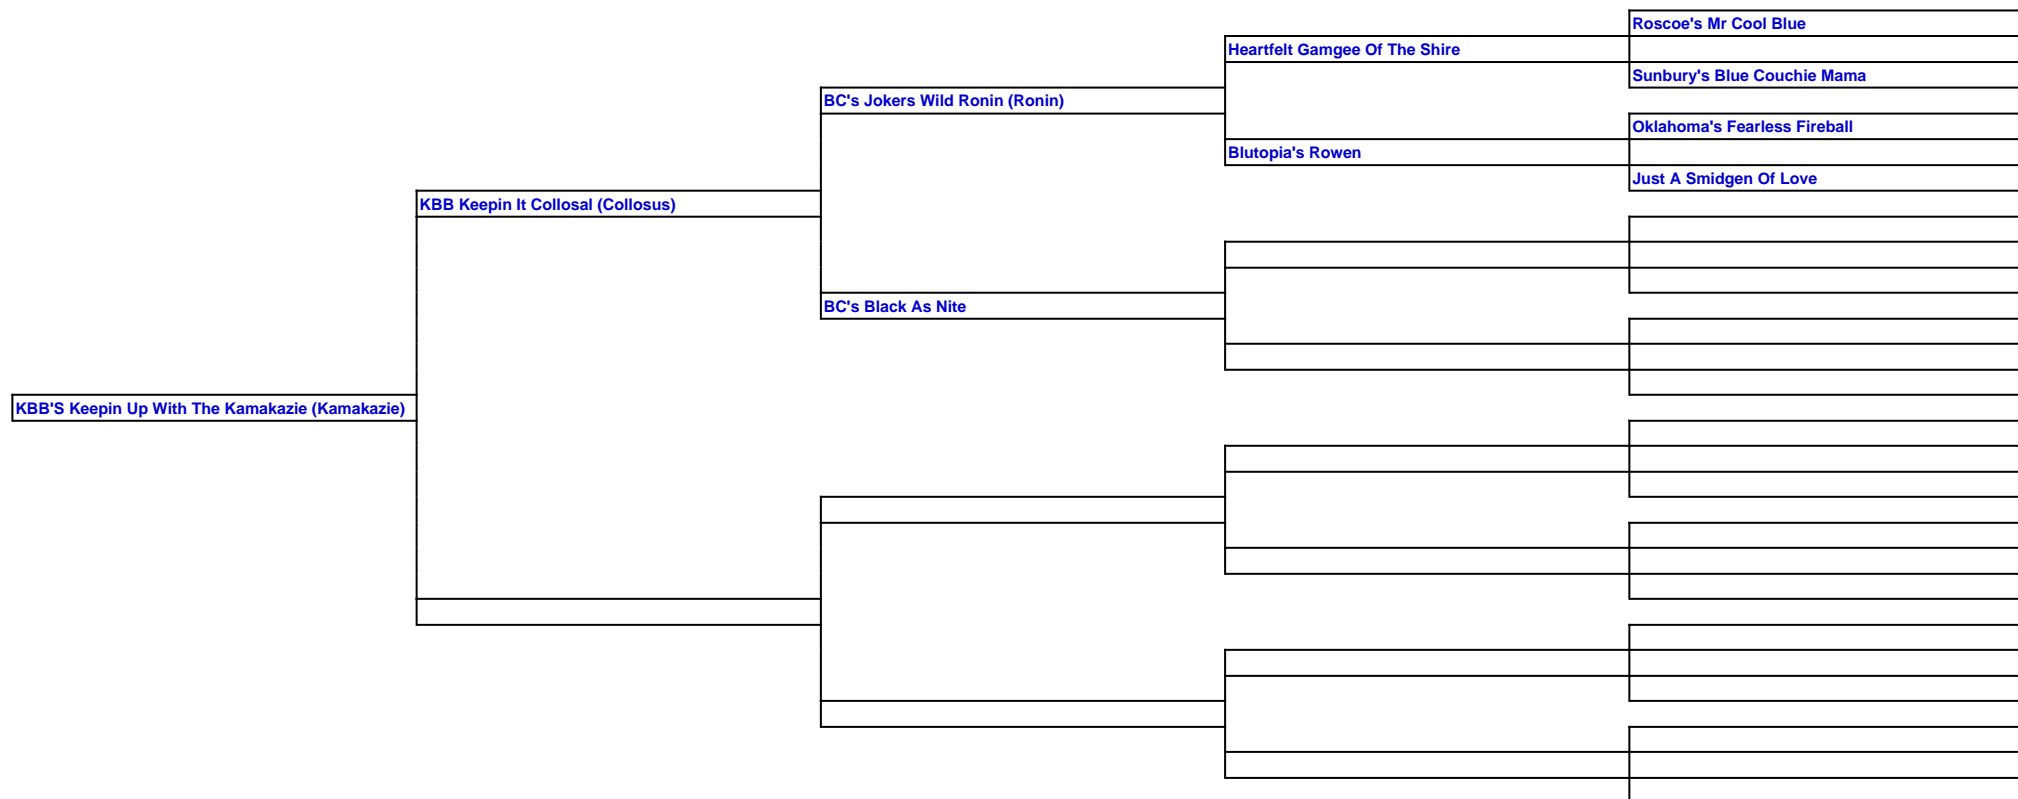 Roscoe's Mr Cool Blue
Heartfelt Gamgee Of The Shire
Sunbury's Blue Couchie Mama
BC's Jokers Wild Ronin (Ronin)
Oklahoma's Fearless Fireball
Blutopia's Rowen
Just A Smidgen Of Love
KBB Keepin It Collosal (Collosus)
BC's Black As Nite
KBB'S Keepin Up With The Kamakazie (Kamakazie)